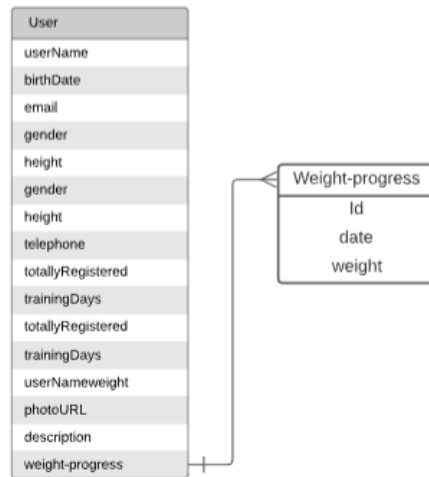 User
userName
birthDate
email
gender
height
gender
height
telephone
totallyRegistered
trainingDays
totallyRegistered
trainingDays
userNameweight
photoURL
description
weight-progress
Weight-progress
Id
date
weight